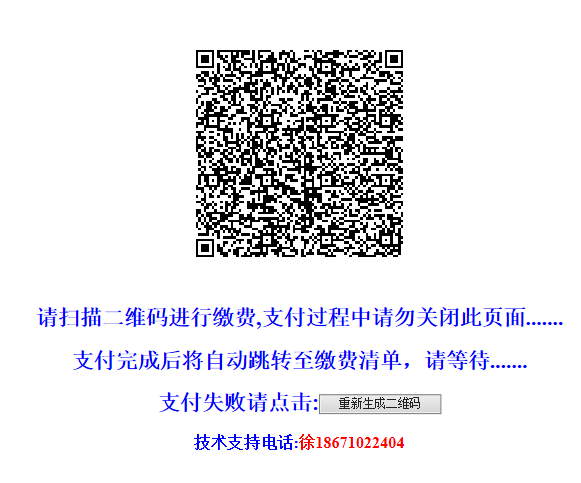 请扫描二维码进行缴费,支付过程中请勿关闭此页面.......
支付完成后将自动跳转至缴费清单，请等待.......
支付失败请点击:重新生成二维码
技术支持电话:徐18671022404